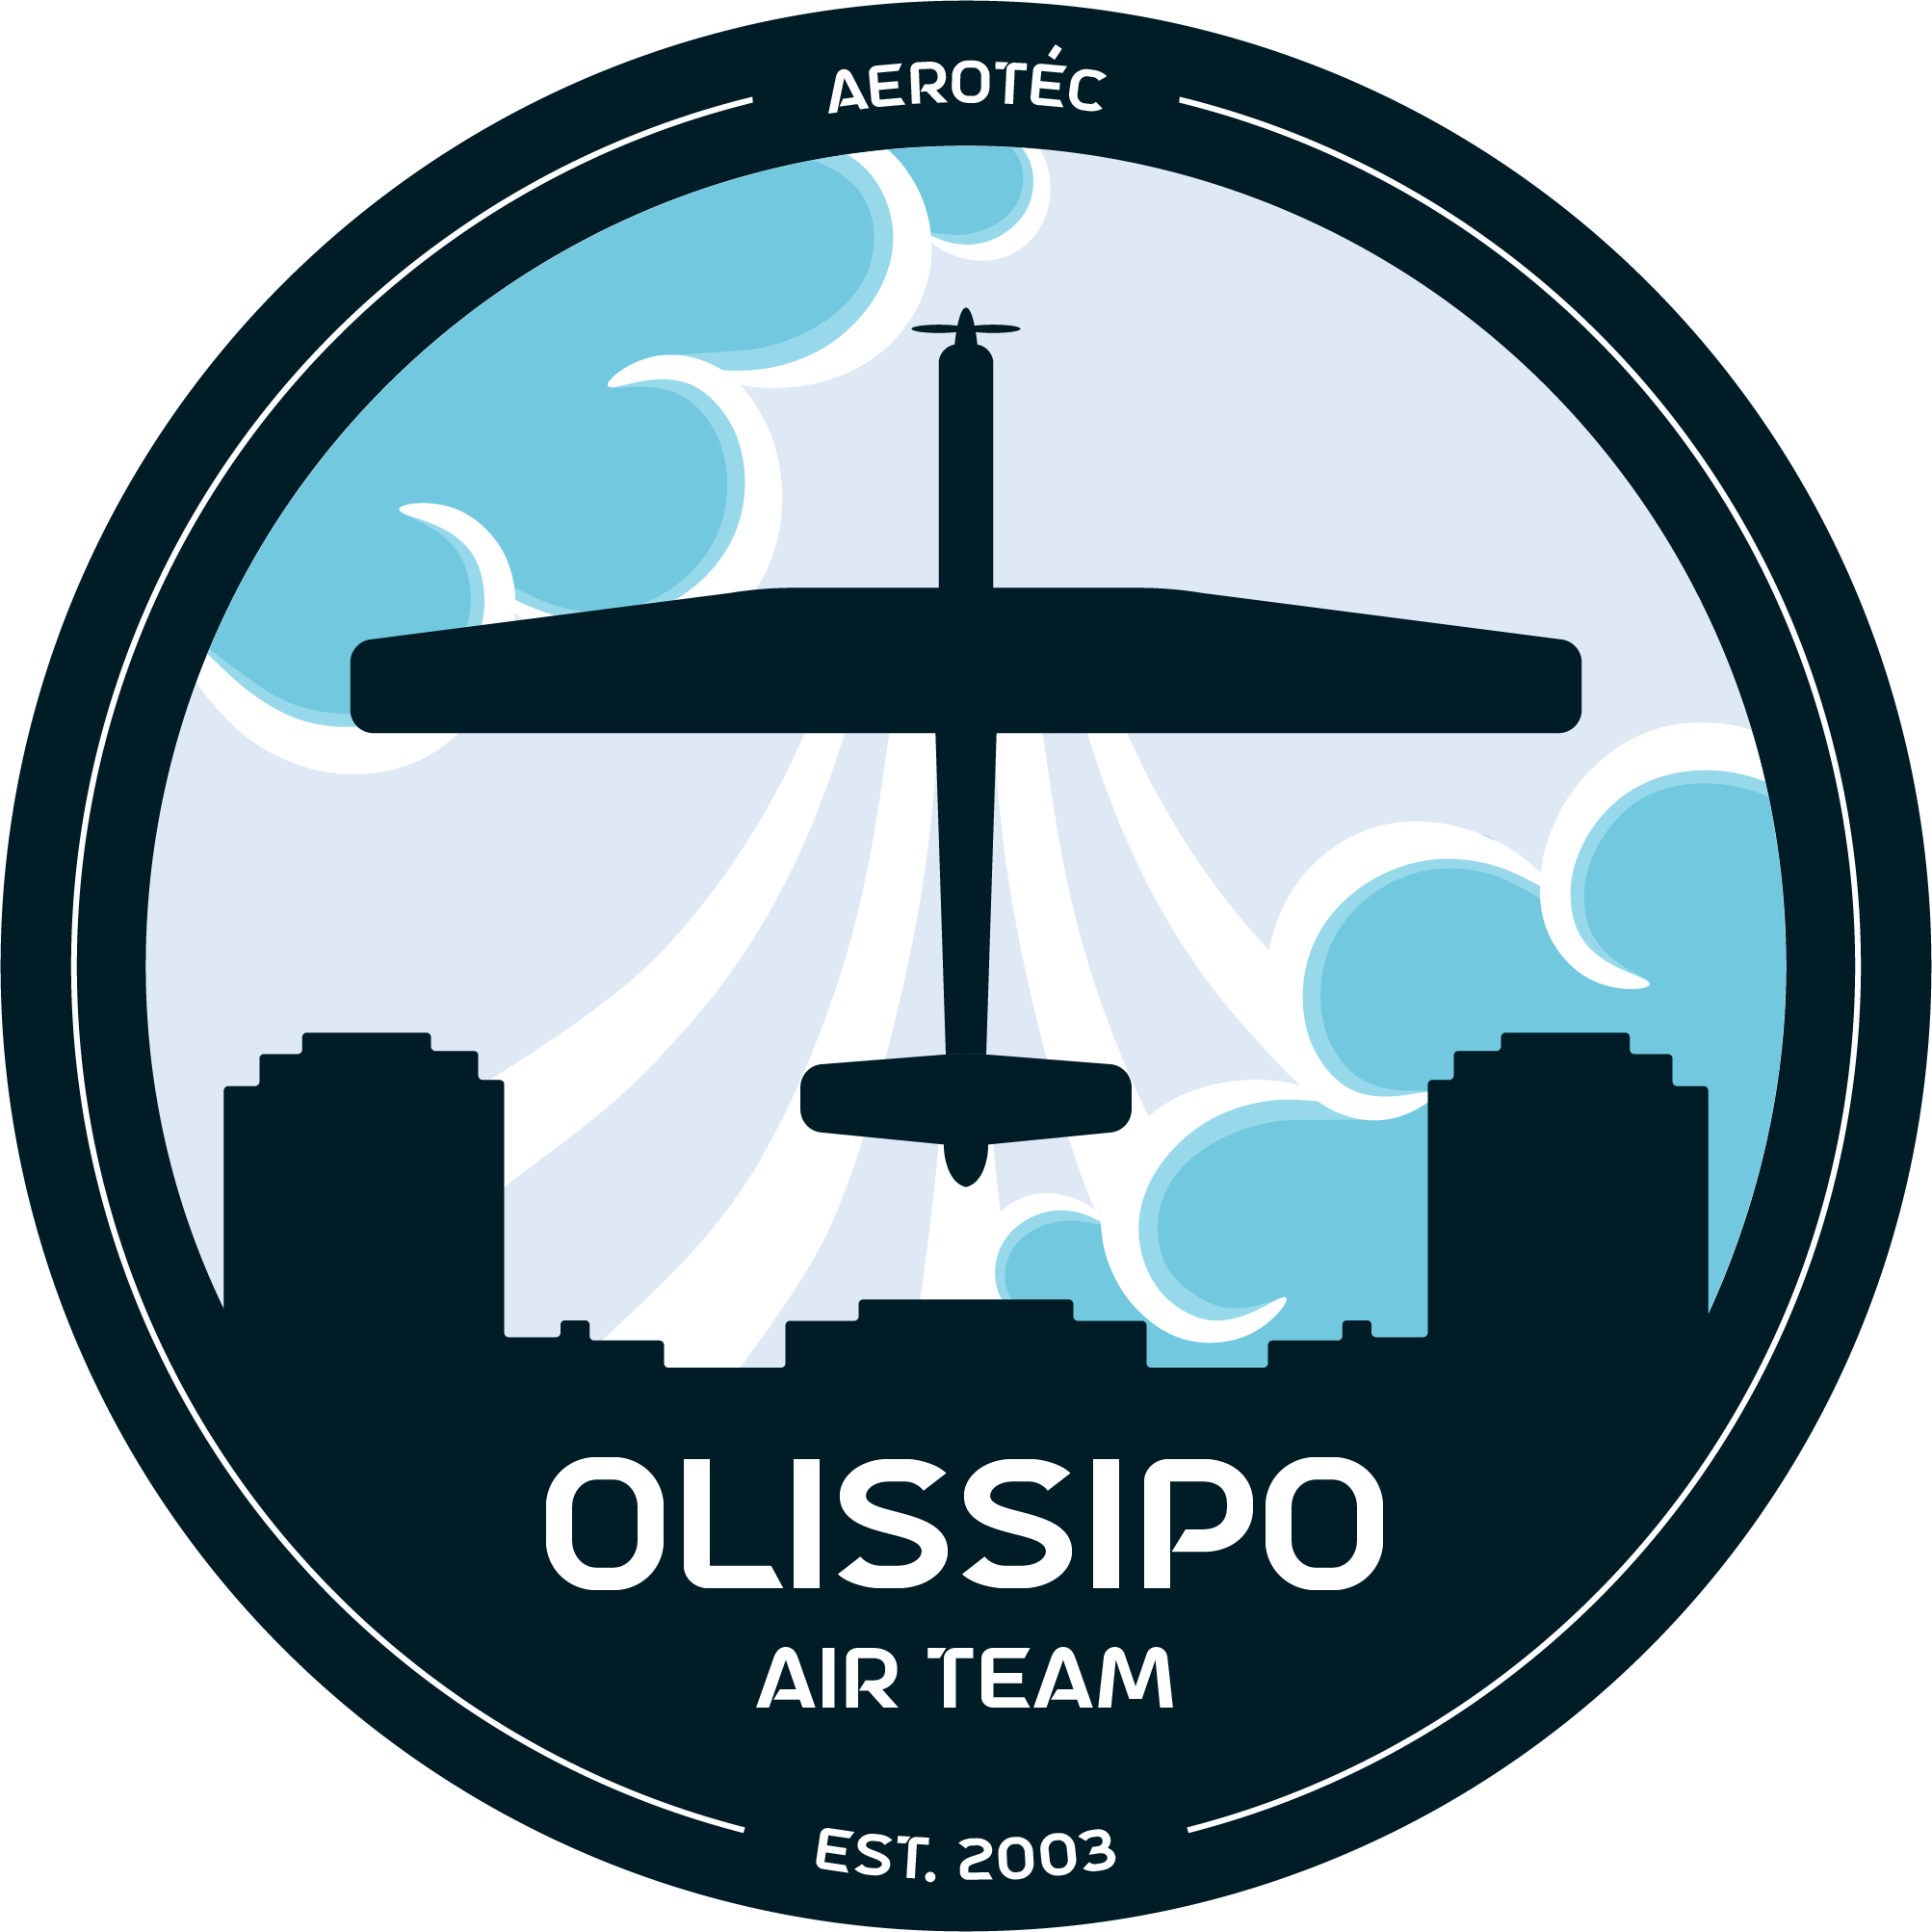 AEROTÉC
OLISSIPO
AIR TEAM
EST. 2003